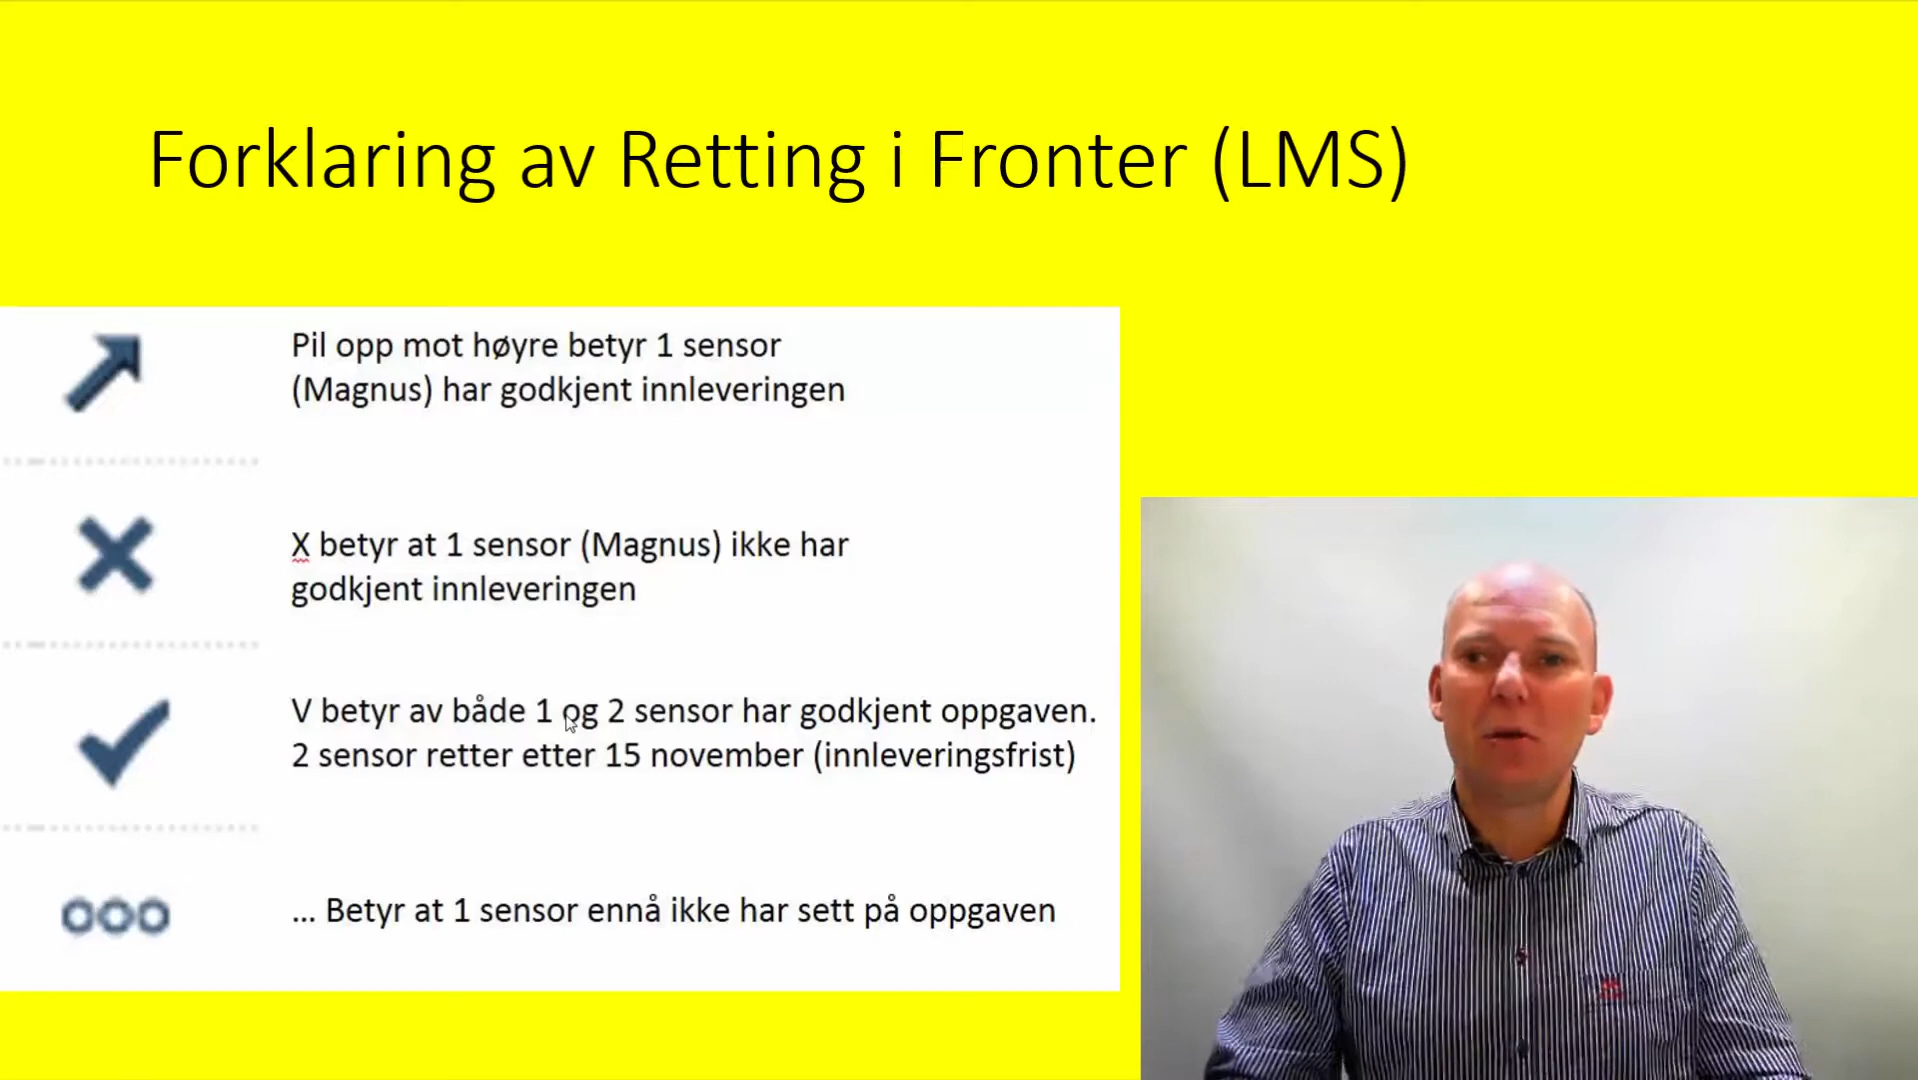 Forklaring av Retting i Fronter (LMS)
Pil opp mot høyre betyr 1 sensor
(Magnus) har godkjent innleveringen
X betyr at 1 sensor (Magnus) ikke har
godkjent innleveringen
V betyr av både 1 og 2 sensor har godkjent oppgaven.
2 sensor retter etter 15 november (innleveringsfrist)
... Betyr at 1 sensor ennå ikke har sett på oppgaven